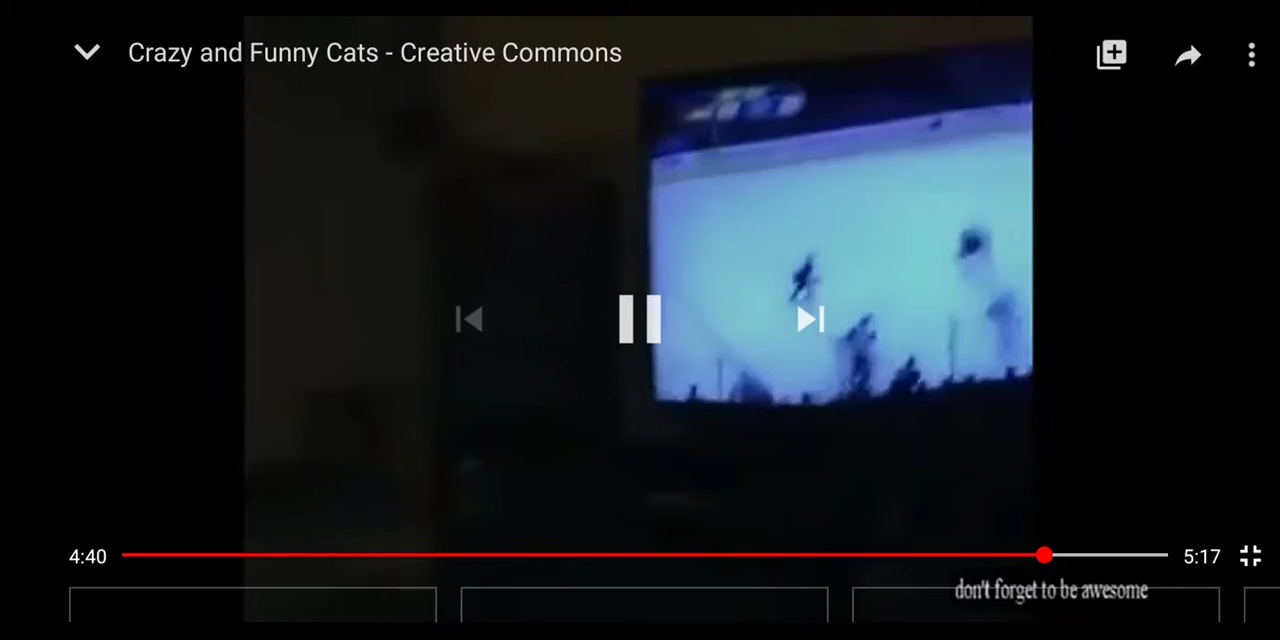 Crazy and Funny Cats - Creative Commons
4:40
5:17
don't forget to be awesome